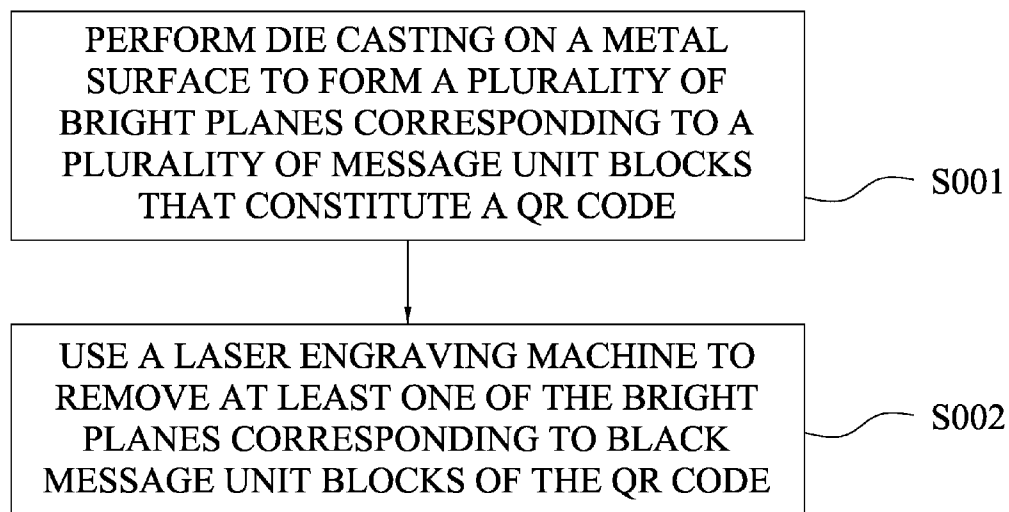 PERFORM DIE CASTING ON A METAL
SURFACE TO FORM A PLURALITY OF
BRIGHT PLANES CORRESPONDING TO A
PLURALITY OF MESSAGE UNIT BLOCKS
THAT CONSTITUTE A QR CODE
S001
USE A LASER ENGRAVING MACHINE TO
REMOVE AT LEAST ONE OF THE BRIGHT
PLANES CORRESPONDING TO BLACK
MESSAGE UNIT BLOCKS OF THE QR CODE
S002